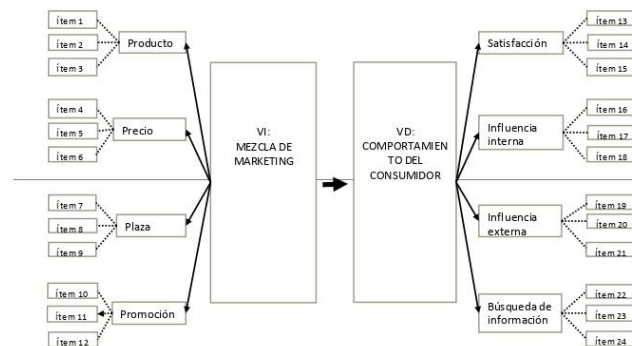 Ítem 1
Ítem 2
Ítem 3
Producto
Ítem 4
Ítem 5
Ítem 6
Precio
Ítem 7
Ítem 8
Ítem 9
Plaza
Ítem 10
Ítem 11
Ítem 12
Promoción
VI:
MEZCLA DE
MARKETING
VD:
COMPORTAMIEN
TO DEL
CONSUMIDOR
Satisfacción
Ítem 13
Ítem 14
Ítem 15
Influencia
interna
Ítem 16
Ítem 17
Ítem 18
Influencia
externa
Ítem 19
Ítem 20
Ítem 21
Búsqueda de
información
Ítem 22
Ítem 23
Ítem 24